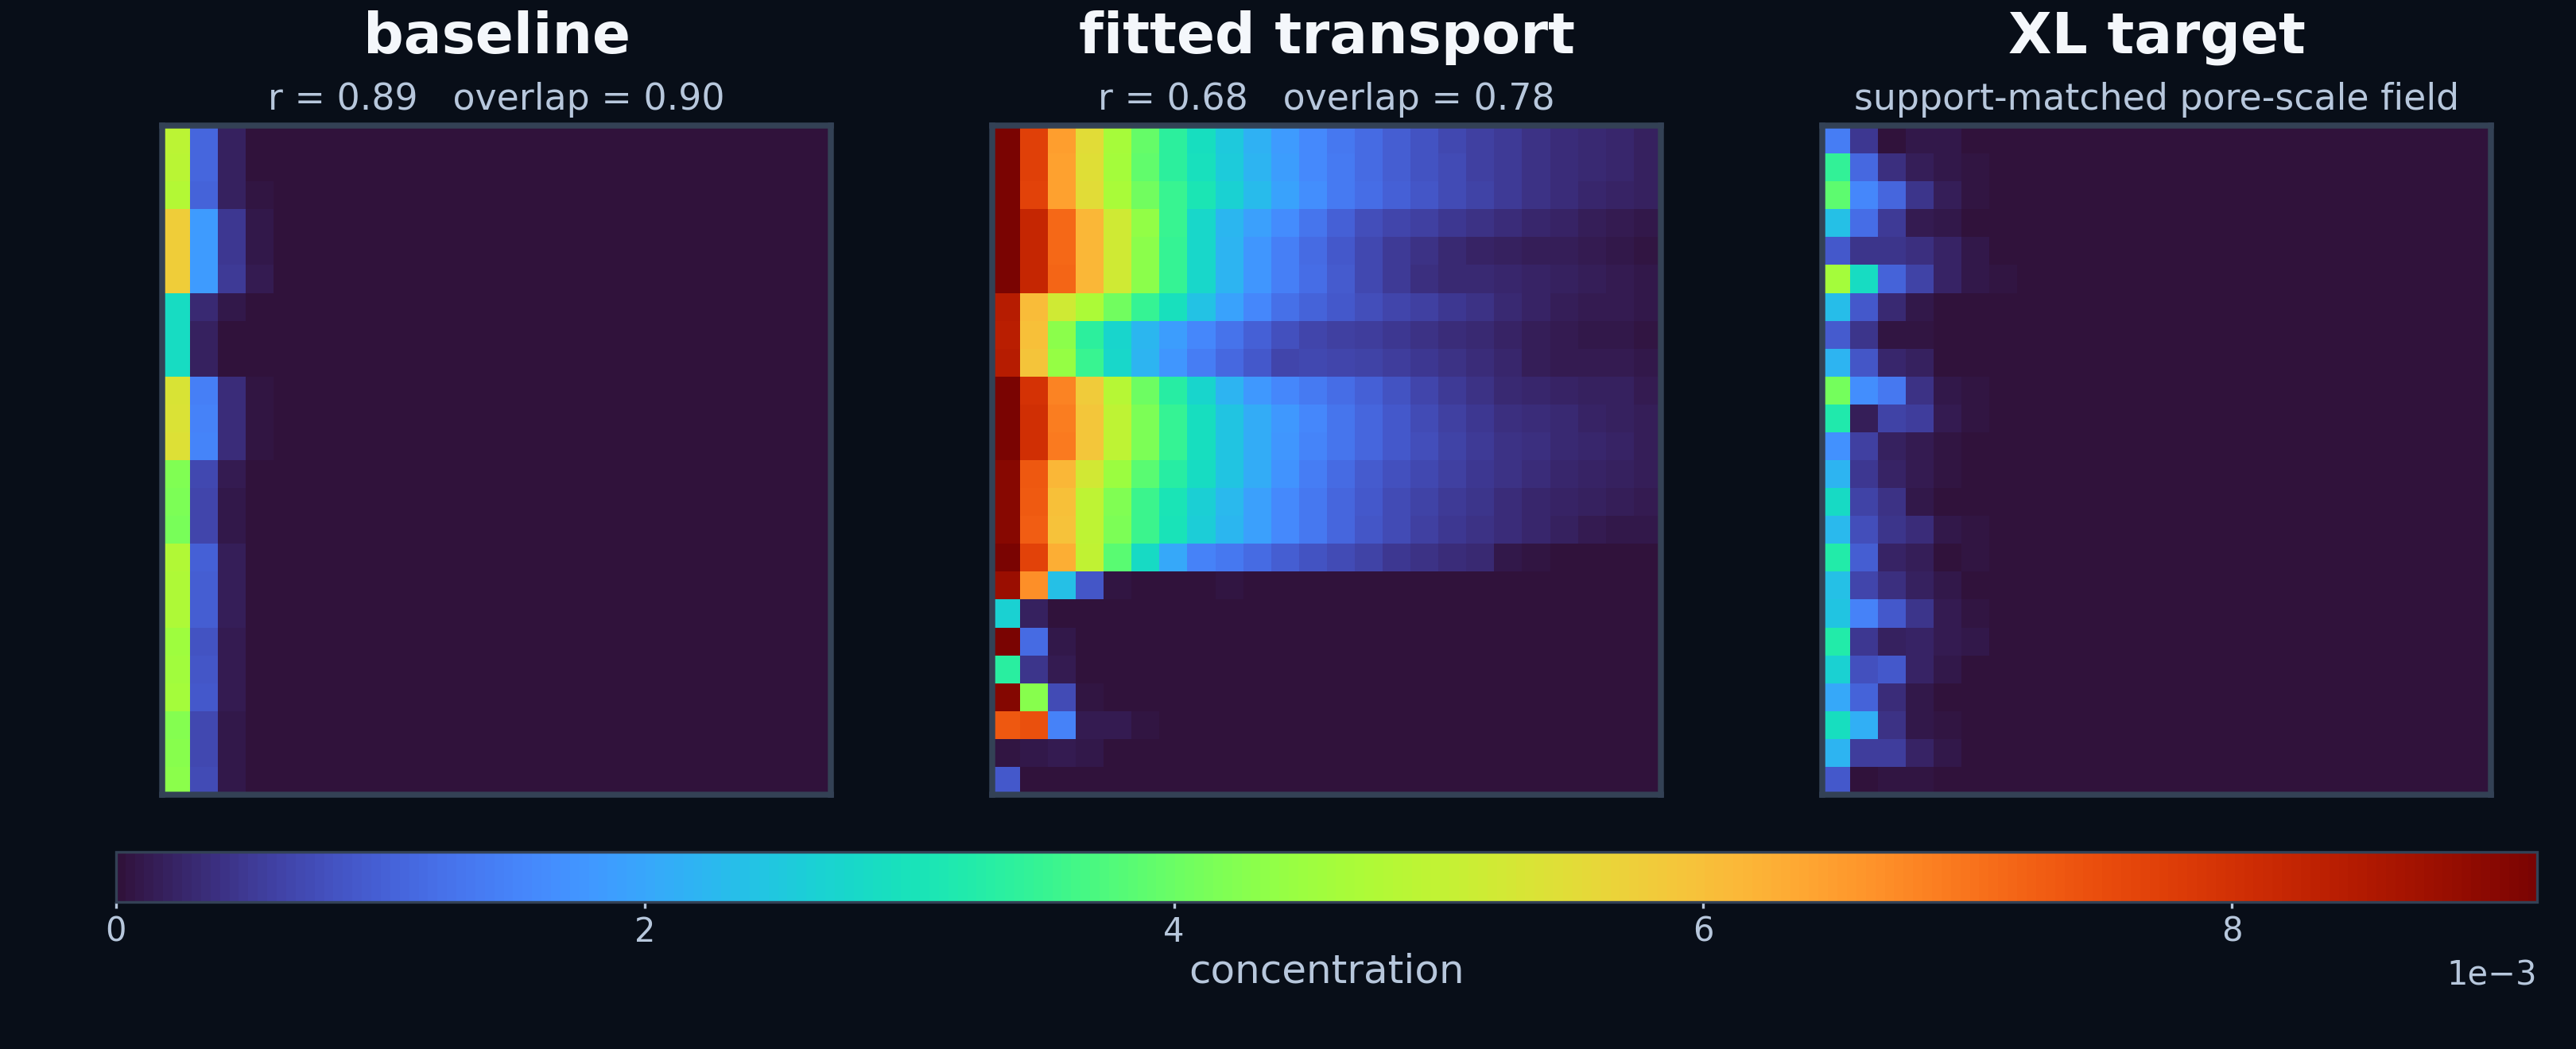 baseline fitted transport XL target
r = 0.89 overlap = 0.90 r = 0.68 overlap = 0.78 support-matched pore-scale field
0 2 4 6 8
concentration
1e−3